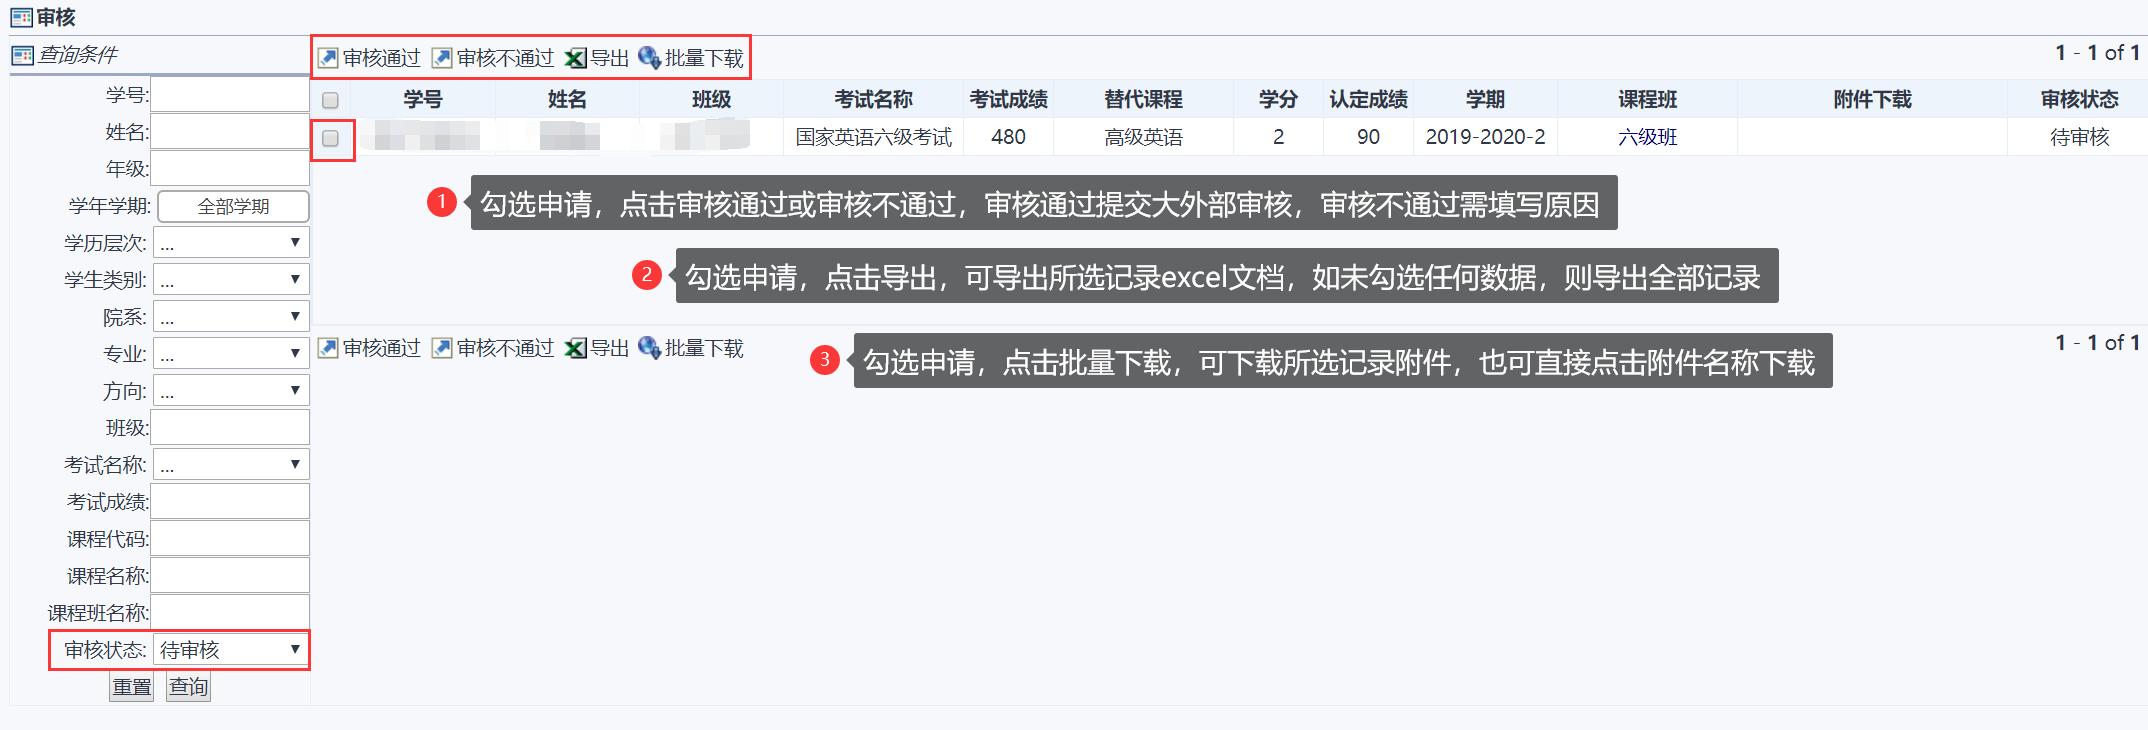 审核
查询条件
审核通过 审核不通过 导出 批量下载
1 - 1 of 1
学号 姓名 班级 考试名称 考试成绩 替代课程 学分 认定成绩 学期 课程班 附件下载 审核状态
国家英语六级考试 480 高级英语 2 90 2019-2020-2 六级班 待审核
学号:
姓名:
年级:
学年学期: 全部学期
学历层次: ...
学生类别: ...
院系: ...
专业: ...
方向: ...
班级:
考试名称: ...
考试成绩:
课程代码:
课程名称:
课程班名称:
审核状态: 待审核
重置 查询
1 勾选申请，点击审核通过或审核不通过，审核通过提交大外部审核，审核不通过需填写原因
2 勾选申请，点击导出，可导出所选记录excel文档，如未勾选任何数据，则导出全部记录
审核通过 审核不通过 导出 批量下载
1 - 1 of 1
3 勾选申请，点击批量下载，可下载所选记录附件，也可直接点击附件名称下载